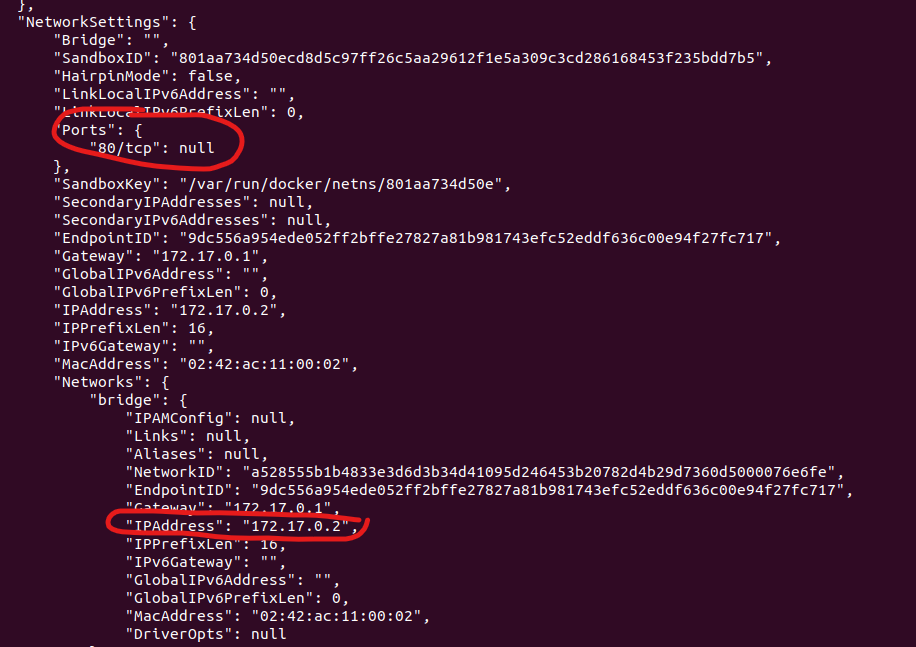 },
"NetworkSettings": {
"Bridge": "",
"SandboxID": "801aa734d50ecd8d5c97ff26c5aa29612f1e5a309c3cd286168453f235bdd7b5",
"HairpinMode": false,
"LinkLocalIPv6Address": "",
"LinkLocalIPv6PrefixLen": 0,
"Ports": {
"80/tcp": null
},
"SandboxKey": "/var/run/docker/netns/801aa734d50e",
"SecondaryIPAddresses": null,
"SecondaryIPv6Addresses": null,
"EndpointID": "9dc556a954ede052ff2bffe27827a81b981743efc52eddf636c00e94f27fc717",
"Gateway": "172.17.0.1",
"GlobalIPv6Address": "",
"GlobalIPv6PrefixLen": 0,
"IPAddress": "172.17.0.2",
"IPPrefixLen": 16,
"IPv6Gateway": "",
"MacAddress": "02:42:ac:11:00:02",
"Networks": {
"bridge": {
"IPAMConfig": null,
"Links": null,
"Aliases": null,
"NetworkID": "a528555b1b4833e3d6d3b34d41095d246453b20782d4b29d7360d5000076e6fe",
"EndpointID": "9dc556a954ede052ff2bffe27827a81b981743efc52eddf636c00e94f27fc717",
"Gateway": "172.17.0.1",
"IPAddress": "172.17.0.2",
"IPPrefixLen": 16,
"IPv6Gateway": "",
"GlobalIPv6Address": "",
"GlobalIPv6PrefixLen": 0,
"MacAddress": "02:42:ac:11:00:02",
"DriverOpts": null